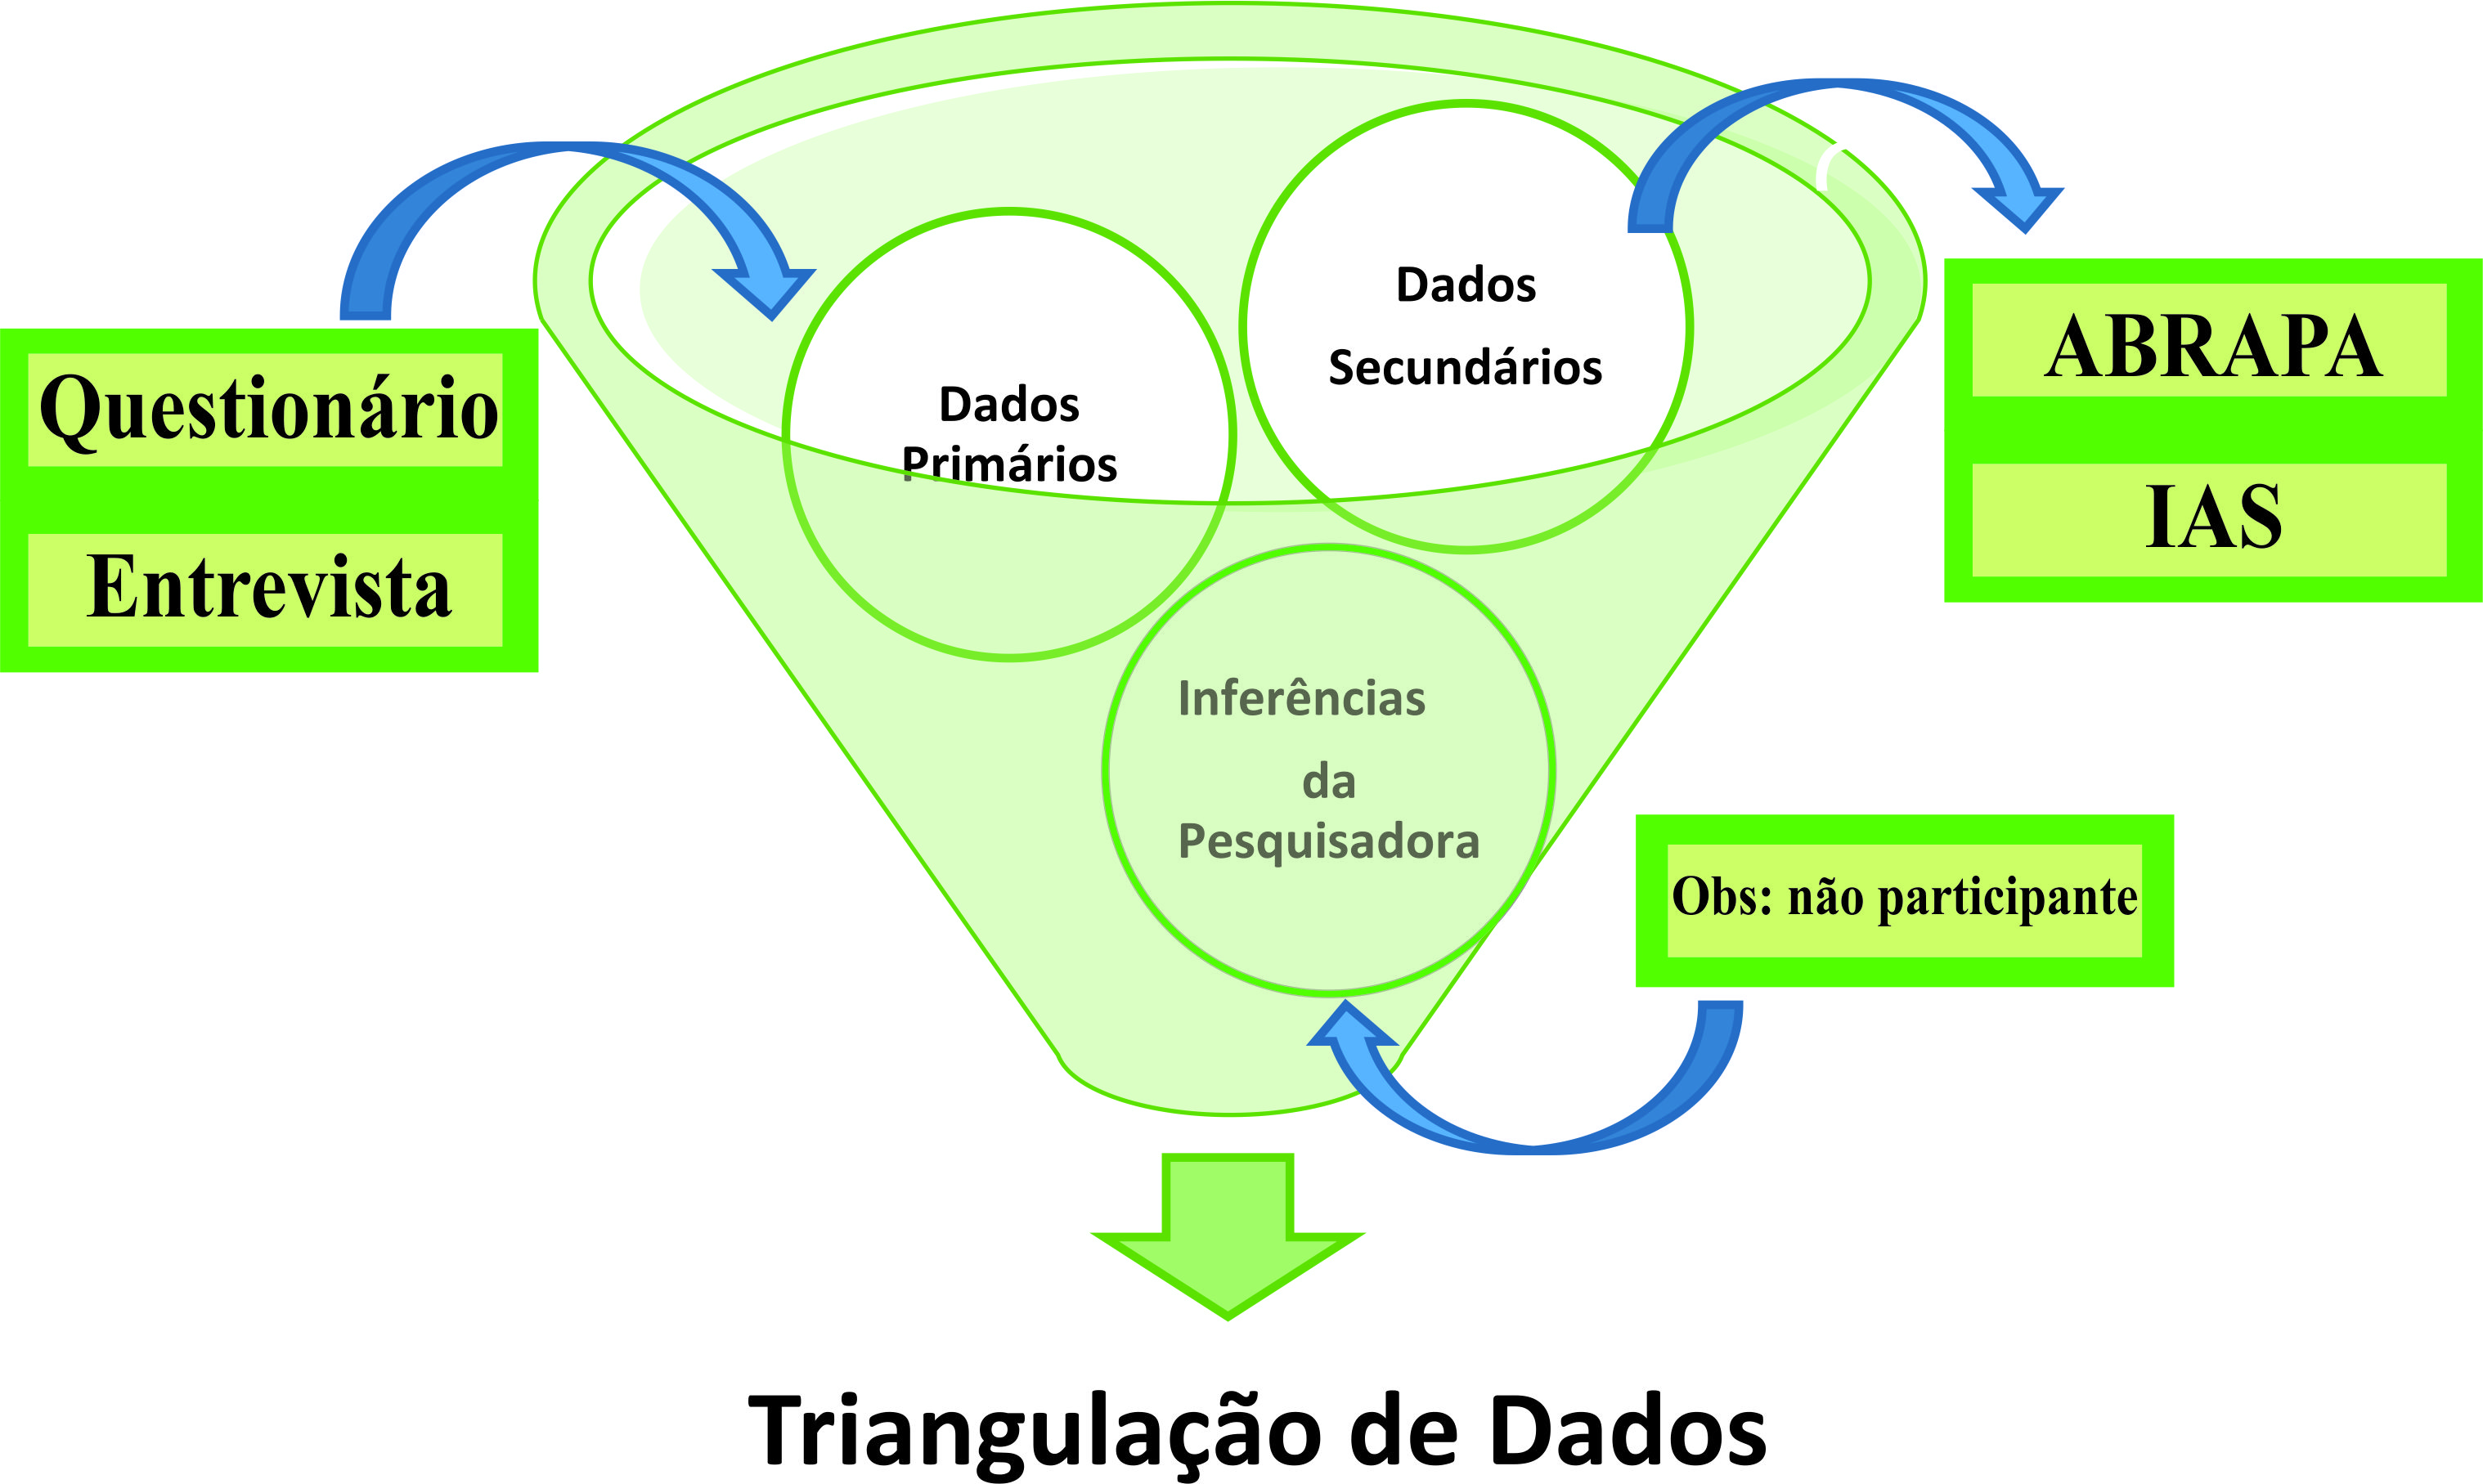 Questionário
Entrevista
Dados
Primários
Dados
Secundários
ABRAPA
IAS
Inferências
da
Pesquisadora
Obs: não participante
Triangulação de Dados